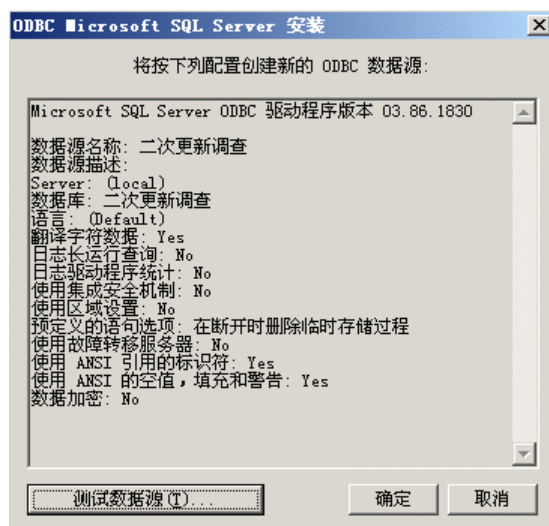 ODBC Microsoft SQL Server 安装
将按下列配置创建新的 ODBC 数据源:
Microsoft SQL Server ODBC 驱动程序版本 03.86.1830
数据源名称: 二次更新调查
数据源描述:
Server: (local)
数据库: 二次更新调查
语言: (Default)
翻译字符数据: Yes
日志长运行查询: No
日志驱动程序统计: No
使用集成安全机制: No
使用区域设置: No
预定义的语句选项: 在断开时删除临时存储过程
使用故障转移服务器: No
使用 ANSI 引用的标识符: Yes
使用 ANSI 的空值，填充和警告: Yes
数据加密: No
测试数据源(T)...
确定
取消